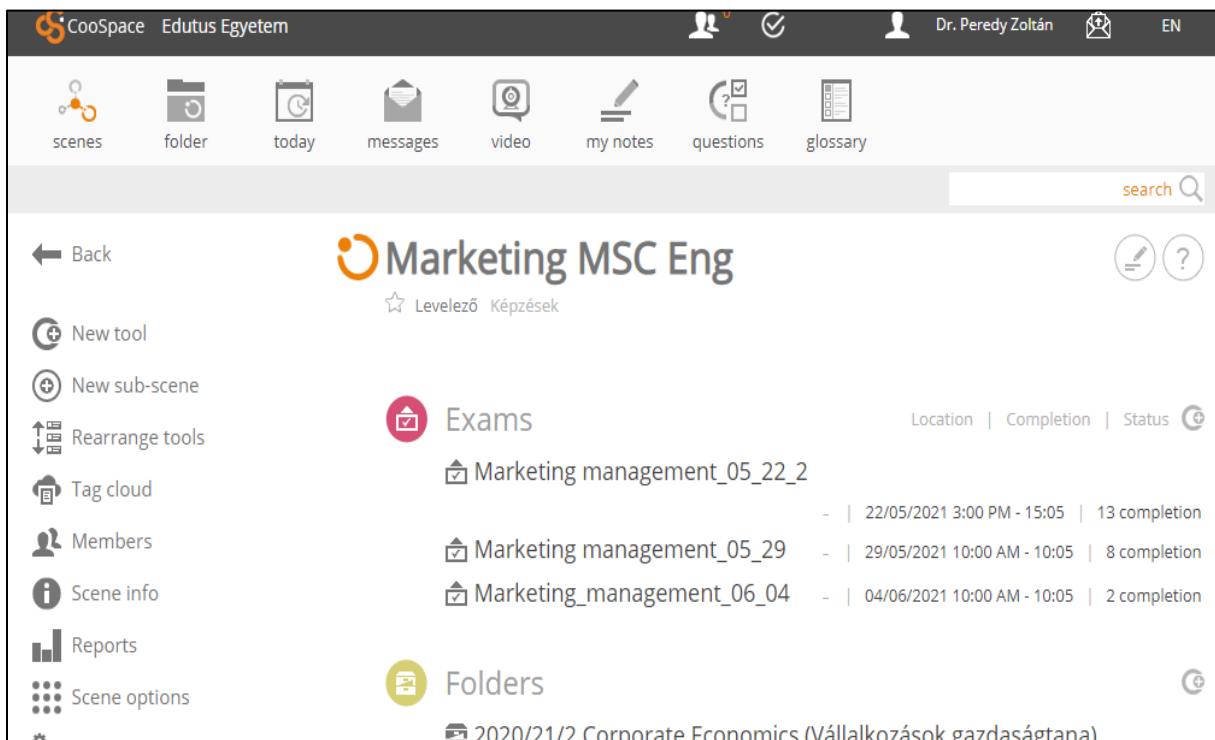 CooSpace Edutus Egyetem 0 Dr. Peredy Zoltán EN
scenes folder today messages video my notes questions glossary
search
Back
Marketing MSC Eng
?
Levelező Képzések
New tool
New sub-scene
Rearrange tools
Tag cloud
Members
Scene info
Reports
Scene options
Exams Location | Completion | Status
Marketing management_05_22_2
- | 22/05/2021 3:00 PM - 15:05 | 13 completion
Marketing management_05_29 - | 29/05/2021 10:00 AM - 10:05 | 8 completion
Marketing_management_06_04 - | 04/06/2021 10:00 AM - 10:05 | 2 completion
Folders
2020/21/2 Corporate Economics (Vállalkozások gazdaságtana)